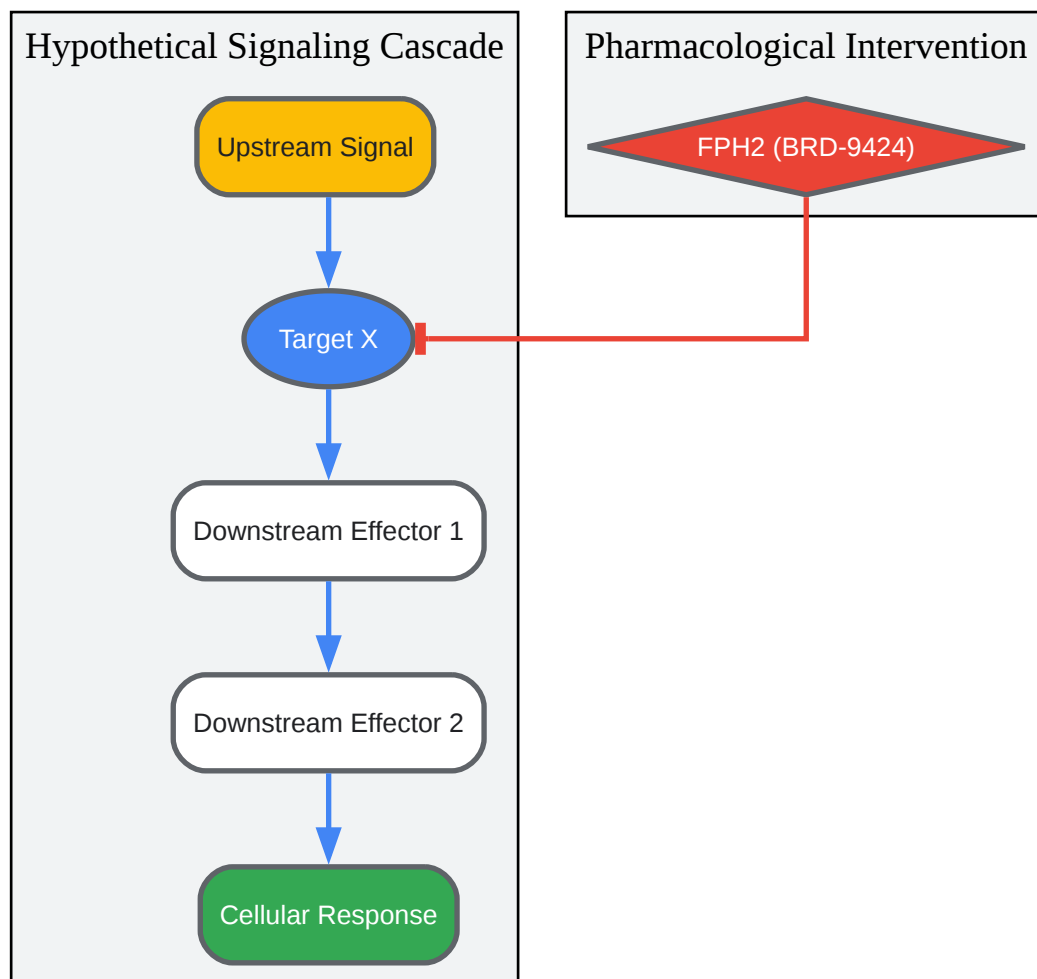 Hypothetical Signaling Cascade
Upstream Signal
Target X
Downstream Effector 1
Downstream Effector 2
Cellular Response
Pharmacological Intervention
FPH2 (BRD-9424)